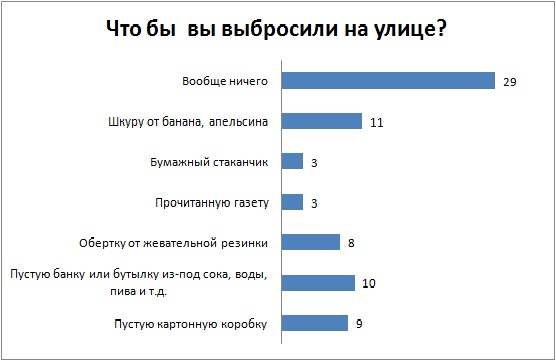 Что бы вы выбросили на улице?
Вообще ничего 29
Шкуру от банана, апельсина 11
Бумажный стаканчик 3
Прочитанную газету 3
Обертку от жевательной резинки 8
Пустую банку или бутылку из-под сока, воды,
пива и т.д. 10
Пустую картонную коробку 9